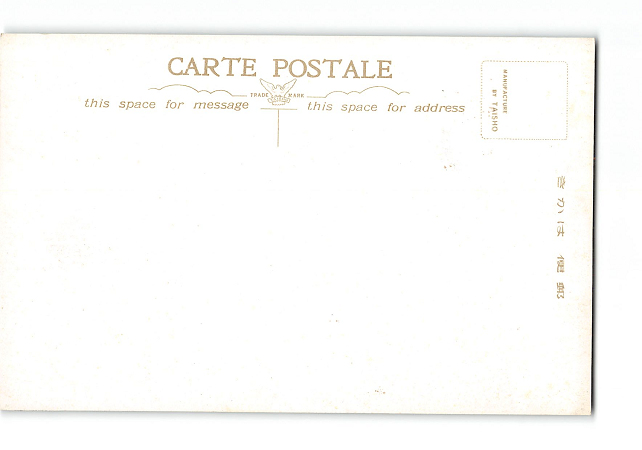 CARTE POSTALE
TRADE MARK
this space for message
this space for address
MANUFACTURE
BY TAISHO
きかは便郵